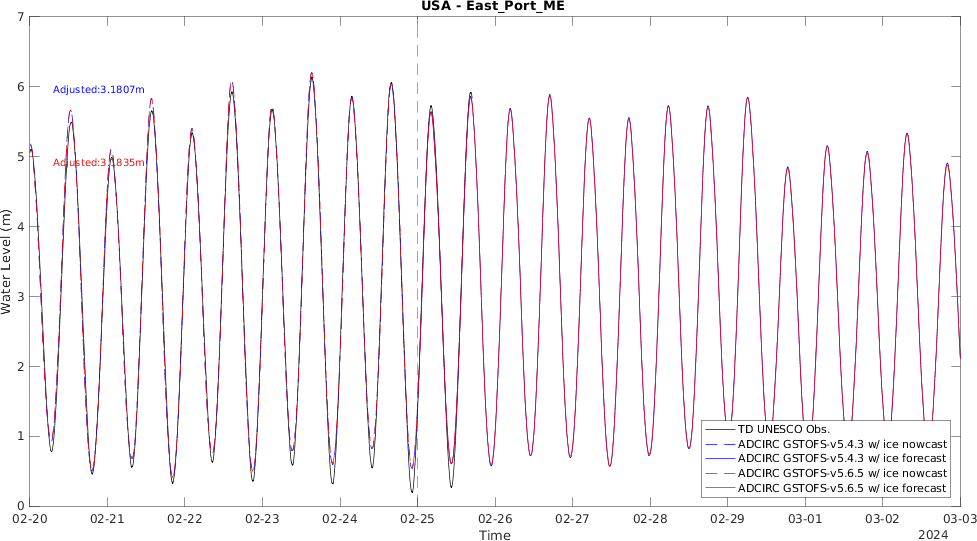 USA - East_Port_ME
7
6
5
4
3
2
1
0
Water Level (m)
Adjusted:3.1807m
Adjusted:3.1835m
TD UNESCO Obs.
ADCIRC GSTOFS-v5.4.3 w/ ice nowcast
ADCIRC GSTOFS-v5.4.3 w/ ice forecast
ADCIRC GSTOFS-v5.6.5 w/ ice nowcast
ADCIRC GSTOFS-v5.6.5 w/ ice forecast
02-20 02-21 02-22 02-23 02-24 02-25 02-26 02-27 02-28 02-29 03-01 03-02 03-03
Time
2024